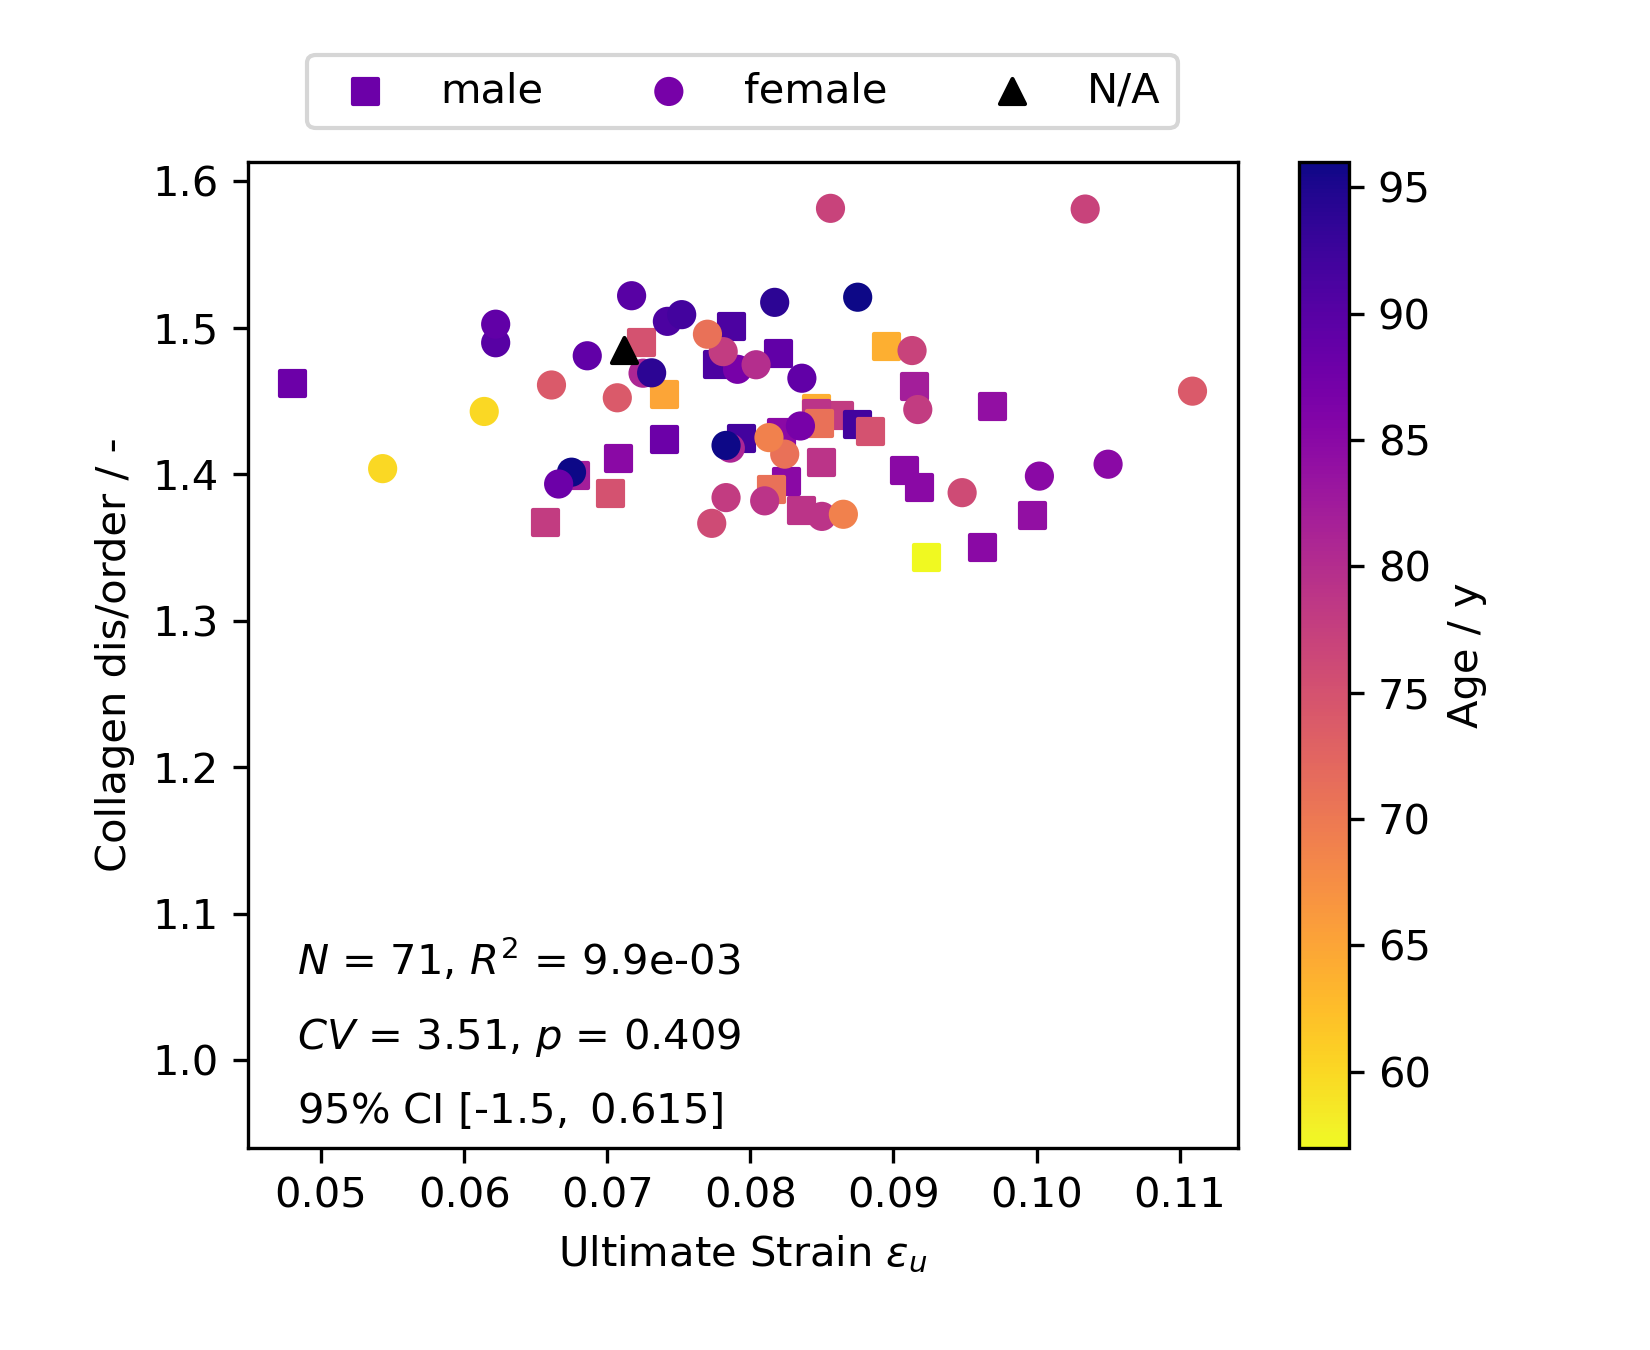 male female N/A
1.6
1.5
1.4
1.3
1.2
1.1
1.0
Collagen dis/order / -
N = 71, R² = 9.9e-03
CV = 3.51, p = 0.409
95% CI [-1.5, 0.615]
0.05 0.06 0.07 0.08 0.09 0.10 0.11
Ultimate Strain εᵤ
95
90
85
80
75
70
65
60
Age / y